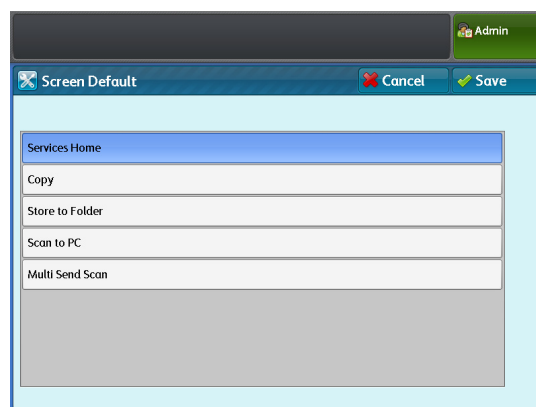 Admin
Screen Default
Cancel
Save
Services Home
Copy
Store to Folder
Scan to PC
Multi Send Scan